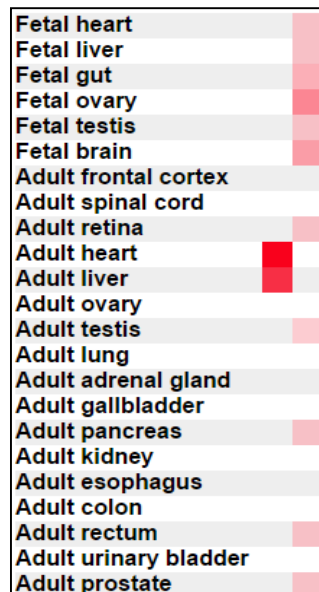 Fetal heart
Fetal liver
Fetal gut
Fetal ovary
Fetal testis
Fetal brain
Adult frontal cortex
Adult spinal cord
Adult retina
Adult heart
Adult liver
Adult ovary
Adult testis
Adult lung
Adult adrenal gland
Adult gallbladder
Adult pancreas
Adult kidney
Adult esophagus
Adult colon
Adult rectum
Adult urinary bladder
Adult prostate